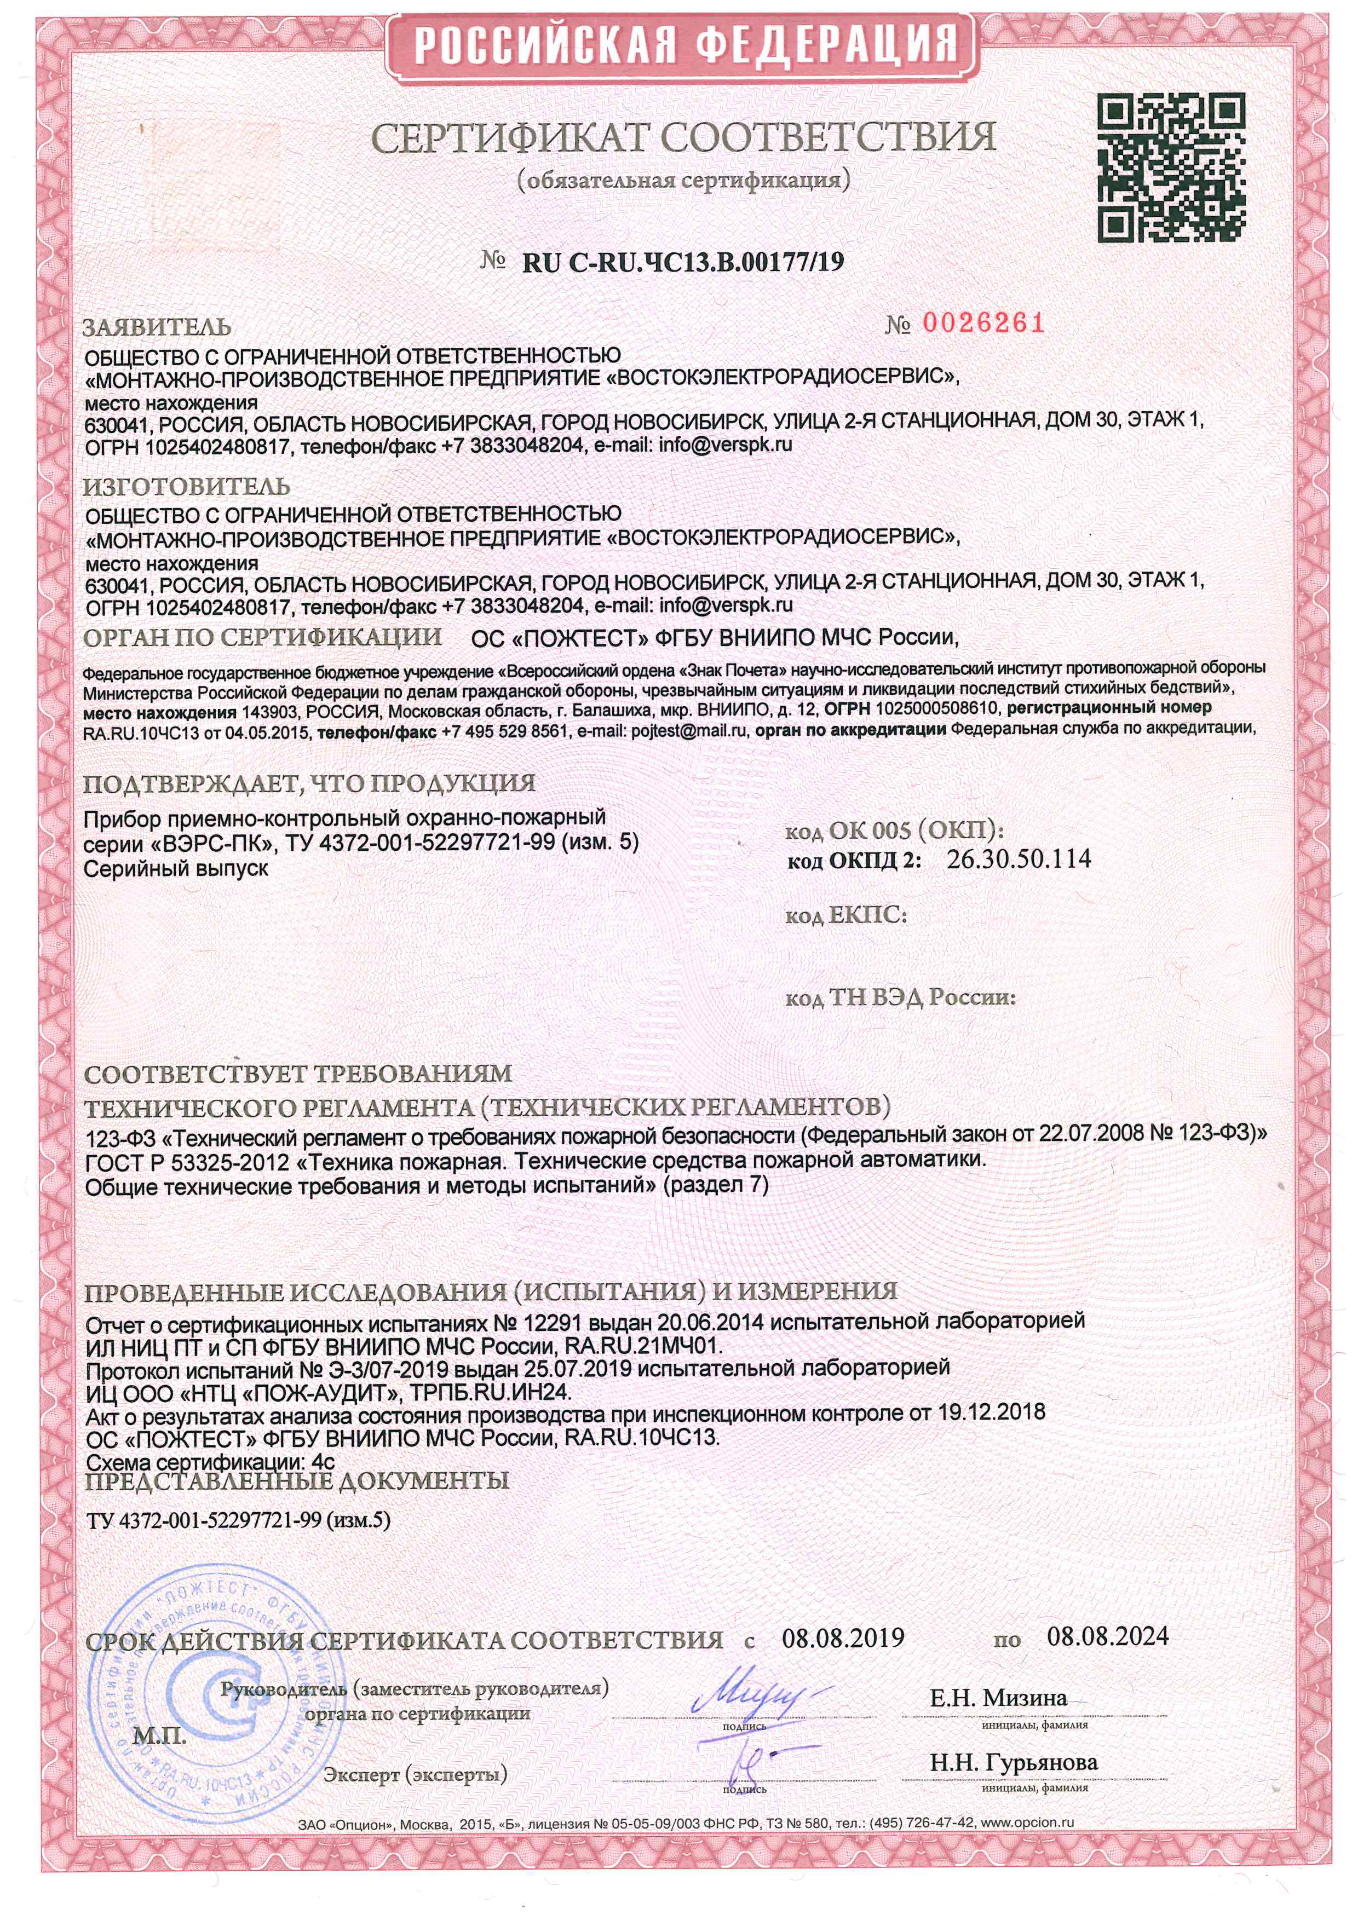 РОССИЙСКАЯ ФЕДЕРАЦИЯ
СЕРТИФИКАТ СООТВЕТСТВИЯ
(обязательная сертификация)
№ RU C-RU.ЧС13.В.00177/19
ЗАЯВИТЕЛЬ
№ 0026261
ОБЩЕСТВО С ОГРАНИЧЕННОЙ ОТВЕТСТВЕННОСТЬЮ
«МОНТАЖНО-ПРОИЗВОДСТВЕННОЕ ПРЕДПРИЯТИЕ «ВОСТОКЭЛЕКТРОРАДИОСЕРВИС»,
место нахождения
630041, РОССИЯ, ОБЛАСТЬ НОВОСИБИРСКАЯ, ГОРОД НОВОСИБИРСК, УЛИЦА 2-Я СТАНЦИОННАЯ, ДОМ 30, ЭТАЖ 1,
ОГРН 1025402480817, телефон/факс +7 3833048204, e-mail: info@verspk.ru
ИЗГОТОВИТЕЛЬ
ОБЩЕСТВО С ОГРАНИЧЕННОЙ ОТВЕТСТВЕННОСТЬЮ
«МОНТАЖНО-ПРОИЗВОДСТВЕННОЕ ПРЕДПРИЯТИЕ «ВОСТОКЭЛЕКТРОРАДИОСЕРВИС»,
место нахождения
630041, РОССИЯ, ОБЛАСТЬ НОВОСИБИРСКАЯ, ГОРОД НОВОСИБИРСК, УЛИЦА 2-Я СТАНЦИОННАЯ, ДОМ 30, ЭТАЖ 1,
ОГРН 1025402480817, телефон/факс +7 3833048204, e-mail: info@verspk.ru
ОРГАН ПО СЕРТИФИКАЦИИ ОС «ПОЖТЕСТ» ФГБУ ВНИИПО МЧС России,
Федеральное государственное бюджетное учреждение «Всероссийский ордена «Знак Почета» научно-исследовательский институт противопожарной обороны
Министерства Российской Федерации по делам гражданской обороны, чрезвычайным ситуациям и ликвидации последствий стихийных бедствий»,
место нахождения 143903, РОССИЯ, Московская область, г. Балашиха, мкр. ВНИИПО, д. 12, ОГРН 1025000508610, регистрационный номер
RA.RU.10ЧС13 от 04.05.2015, телефон/факс +7 495 529 8561, e-mail: pojtest@mail.ru, орган по аккредитации Федеральная служба по аккредитации,
ПОДТВЕРЖДАЕТ, ЧТО ПРОДУКЦИЯ
Прибор приемно-контрольный охранно-пожарный
серии «ВЭРС-ПК», ТУ 4372-001-52297721-99 (изм. 5)
Серийный выпуск
код ОК 005 (ОКП):
код ОКПД 2: 26.30.50.114
код ЕКПС:
код ТН ВЭД России:
СООТВЕТСТВУЕТ ТРЕБОВАНИЯМ
ТЕХНИЧЕСКОГО РЕГЛАМЕНТА (ТЕХНИЧЕСКИХ РЕГЛАМЕНТОВ)
123-ФЗ «Технический регламент о требованиях пожарной безопасности (Федеральный закон от 22.07.2008 № 123-ФЗ)»
ГОСТ Р 53325-2012 «Техника пожарная. Технические средства пожарной автоматики.
Общие технические требования и методы испытаний» (раздел 7)
ПРОВЕДЕННЫЕ ИССЛЕДОВАНИЯ (ИСПЫТАНИЯ) И ИЗМЕРЕНИЯ
Отчет о сертификационных испытаниях № 12291 выдан 20.06.2014 испытательной лабораторией
ИЛ НИЦ ПТ и СП ФГБУ ВНИИПО МЧС России, RA.RU.21МЧ01.
Протокол испытаний № Э-3/07-2019 выдан 25.07.2019 испытательной лабораторией
ИЦ ООО «НТЦ «ПОЖ-АУДИТ», ТРПБ.RU.ИН24.
Акт о результатах анализа состояния производства при инспекционном контроле от 19.12.2018
ОС «ПОЖТЕСТ» ФГБУ ВНИИПО МЧС России, RA.RU.10ЧС13.
Схема сертификации: 4с
ПРЕДСТАВЛЕННЫЕ ДОКУМЕНТЫ
ТУ 4372-001-52297721-99 (изм.5)
СРОК ДЕЙСТВИЯ СЕРТИФИКАТА СООТВЕТСТВИЯ с 08.08.2019 по 08.08.2024
Руководитель (заместитель руководителя)
органа по сертификации
Е.Н. Мизина
подпись
инициалы, фамилия
М.П.
Эксперт (эксперты)
Н.Н. Гурьянова
подпись
инициалы, фамилия
ЗАО «Опцион», Москва, 2015, «Б», лицензия № 05-05-09/003 ФНС РФ, ТЗ № 580, тел.: (495) 726-47-42, www.opcion.ru